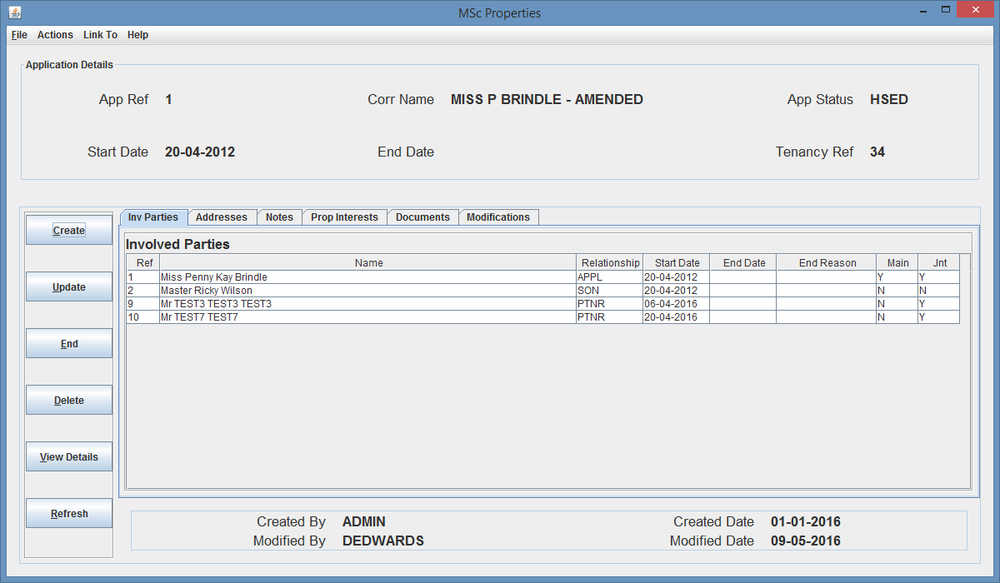 MSc Properties
File Actions Link To Help
Application Details
App Ref 1 Corr Name MISS P BRINDLE - AMENDED App Status HSED
Start Date 20-04-2012 End Date Tenancy Ref 34
Inv Parties Addresses Notes Prop Interests Documents Modifications
Create
Update
End
Delete
View Details
Refresh
Involved Parties
Ref Name Relationship Start Date End Date End Reason Main Jnt
1 Miss Penny Kay Brindle APPL 20-04-2012 Y Y
2 Master Ricky Wilson SON 20-04-2012 N N
9 Mr TEST3 TEST3 TEST3 PTNR 06-04-2016 N Y
10 Mr TEST7 TEST7 PTNR 20-04-2016 N Y
Created By ADMIN Created Date 01-01-2016
Modified By DEDWARDS Modified Date 09-05-2016